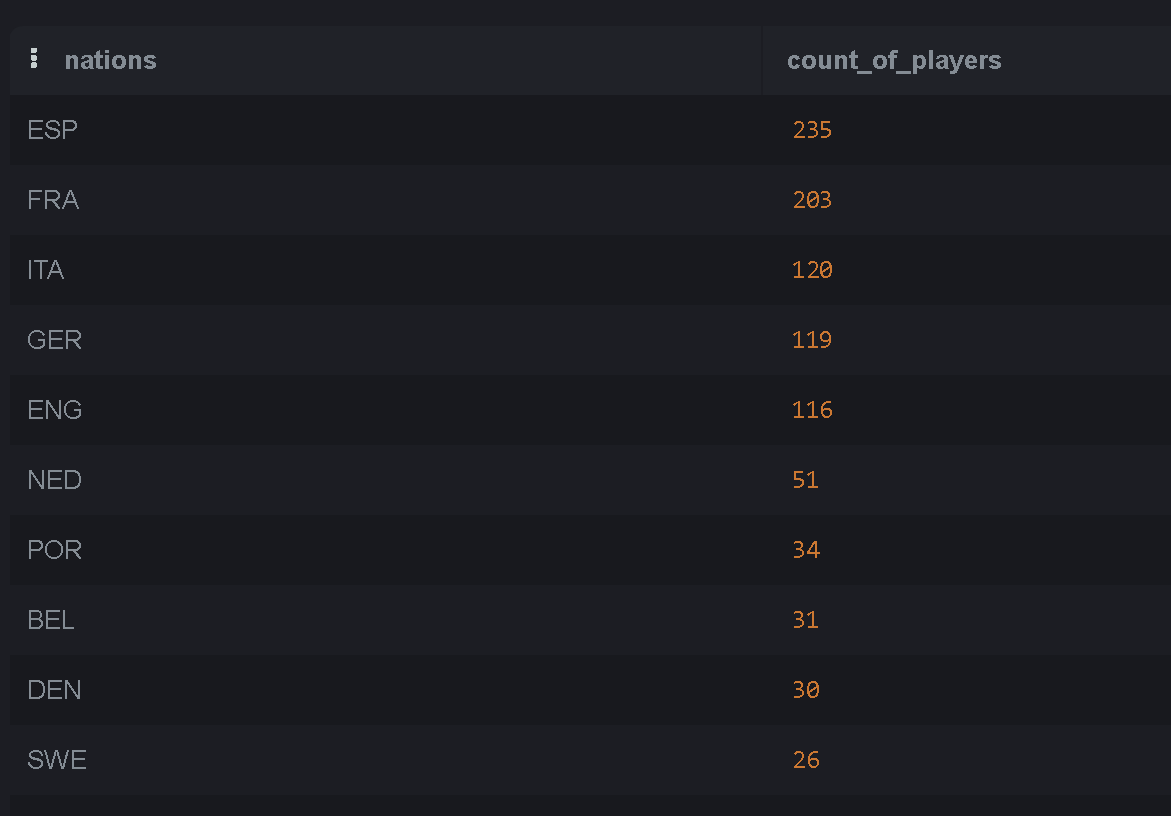 nations count_of_players
ESP 235
FRA 203
ITA 120
GER 119
ENG 116
NED 51
POR 34
BEL 31
DEN 30
SWE 26